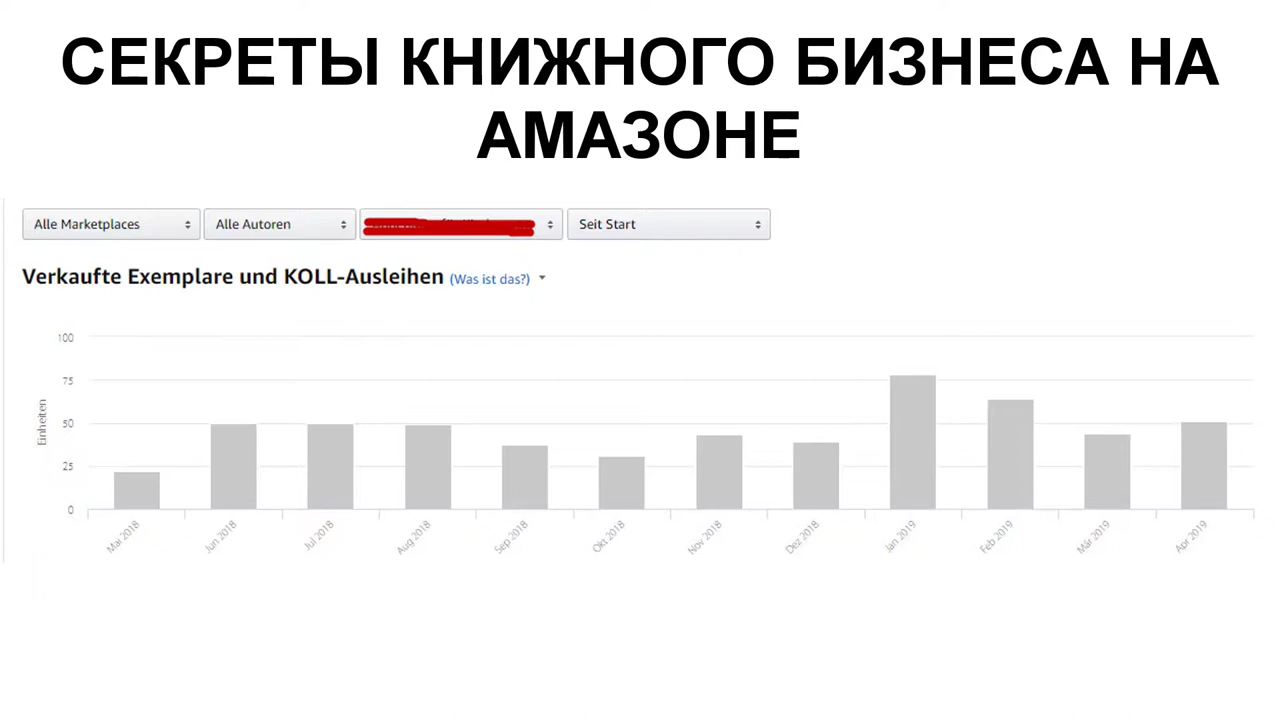 СЕКРЕТЫ КНИЖНОГО БИЗНЕСА НА
АМАЗОНЕ
Alle Marketplaces
Alle Autoren
Seit Start
Verkaufte Exemplare und KOLL-Ausleihen (Was ist das?)
100
75
50
25
0
Einheiten
Mai 2018
Jun 2018
Jul 2018
Aug 2018
Sep 2018
Okt 2018
Nov 2018
Dez 2018
Jan 2019
Feb 2019
Mär 2019
Apr 2019